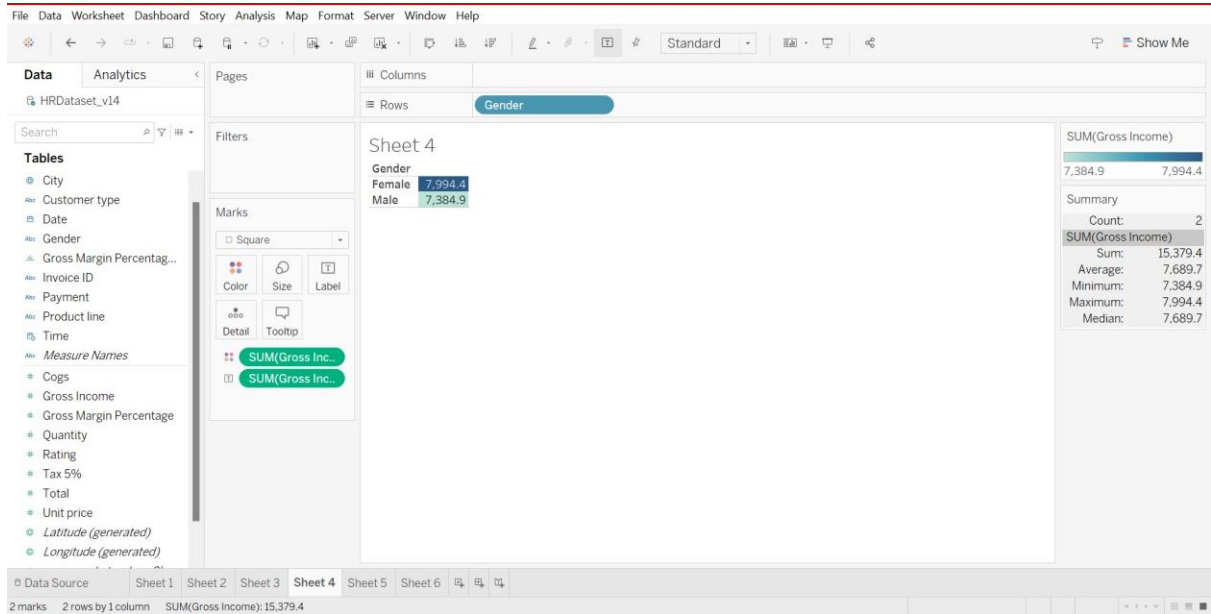 File Data Worksheet Dashboard Story Analysis Map Format Server Window Help
Standard
Show Me
Data Analytics
HRDataset_v14
Search
Tables
City
Abc Customer type
Date
Abc Gender
Gross Margin Percentag...
Abc Invoice ID
Abc Payment
Abc Product line
Time
Abc Measure Names
# Cogs
# Gross Income
# Gross Margin Percentage
# Quantity
# Rating
# Tax 5%
# Total
# Unit price
Latitude (generated)
Longitude (generated)
Pages
Filters
Marks
Square
Color Size Label
Detail Tooltip
SUM(Gross Inc..
SUM(Gross Inc..
Columns
Rows Gender
Sheet 4
Gender
Female 7,994.4
Male 7,384.9
SUM(Gross Income)
7,384.9 7,994.4
Summary
Count: 2
SUM(Gross Income)
Sum: 15,379.4
Average: 7,689.7
Minimum: 7,384.9
Maximum: 7,994.4
Median: 7,689.7
Data Source Sheet 1 Sheet 2 Sheet 3 Sheet 4 Sheet 5 Sheet 6
2 marks 2 rows by 1 column SUM(Gross Income): 15,379.4